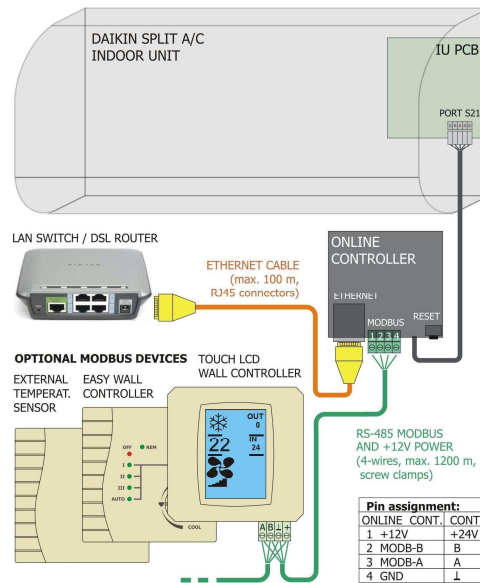 DAIKIN SPLIT A/C
INDOOR UNIT
IU PCB
PORT S21
LAN SWITCH / DSL ROUTER
ETHERNET CABLE
(max. 100 m,
RJ45 connectors)
ONLINE
CONTROLLER
ETHERNET
MODBUS
RESET
1 2 3 4
OPTIONAL MODBUS DEVICES
EXTERNAL
TEMPERAT.
SENSOR
EASY WALL
CONTROLLER
TOUCH LCD
WALL CONTROLLER
OFF
REM
I
II
III
AUTO
COOL
OUT
0
22
IN
24
A B ⊥ +
RS-485 MODBUS
AND +12V POWER
(4-wires, max. 1200 m,
screw clamps)
Pin assignment:
ONLINE CONT. CONT
1 +12V +24V
2 MODB-B B
3 MODB-A A
4 GND ⊥